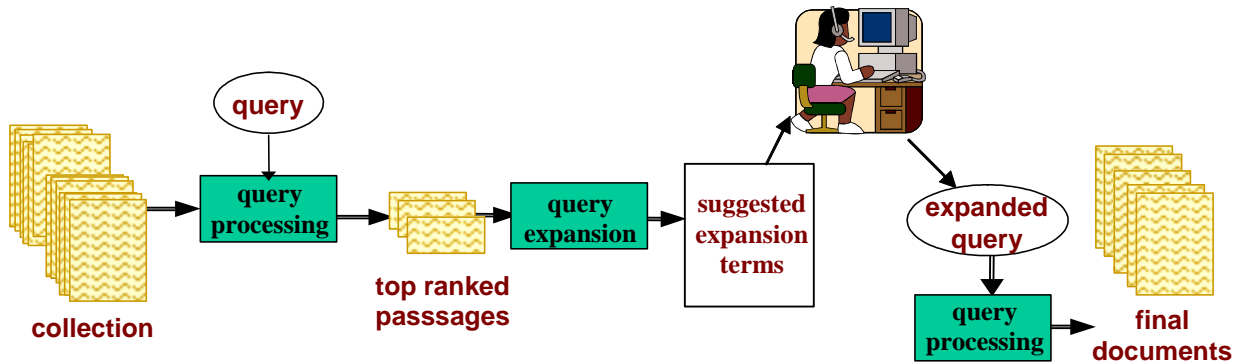 query
query
processing
collection
top ranked
passsages
query
expansion
suggested
expansion
terms
expanded
query
query
processing
final
documents